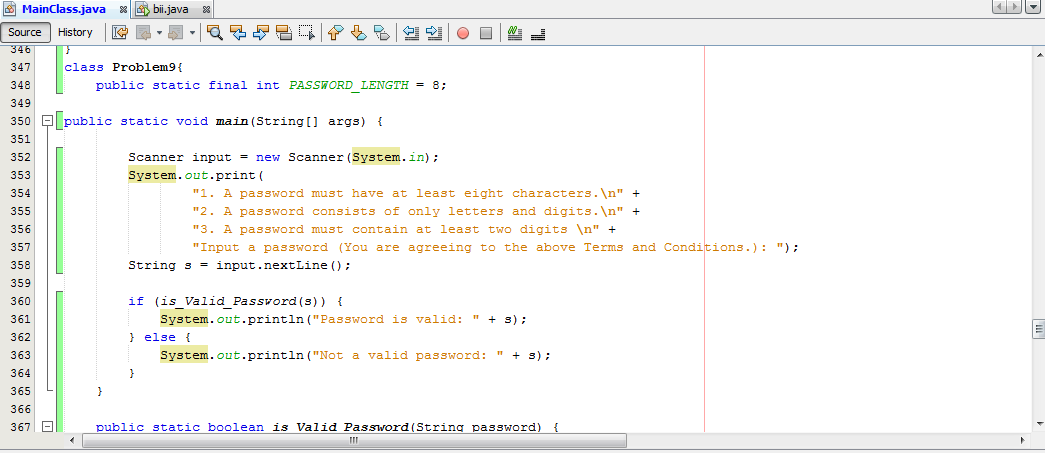 MainClass.java bii.java
Source History
346 }
347 class Problem9{
348 public static final int PASSWORD_LENGTH = 8;
349
350 public static void main(String[] args) {
351
352 Scanner input = new Scanner(System.in);
353 System.out.print(
354 "1. A password must have at least eight characters.\n" +
355 "2. A password consists of only letters and digits.\n" +
356 "3. A password must contain at least two digits \n" +
357 "Input a password (You are agreeing to the above Terms and Conditions.): ");
358 String s = input.nextLine();
359
360 if (is_Valid_Password(s)) {
361 System.out.println("Password is valid: " + s);
362 } else {
363 System.out.println("Not a valid password: " + s);
364 }
365 }
366
367 public static boolean is_Valid_Password(String password) {